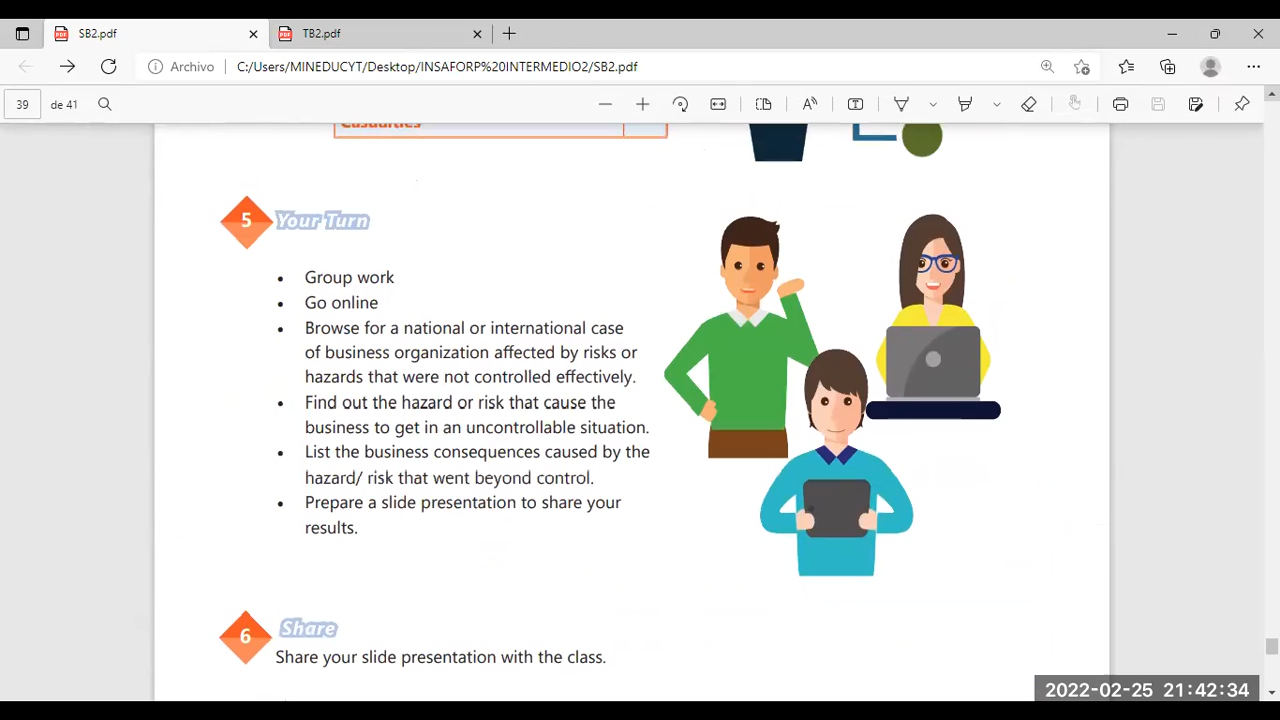 SB2.pdf
TB2.pdf
Archivo C:/Users/MINEDUCYT/Desktop/INSAFORP%20INTERMEDIO2/SB2.pdf
39 de 41
Casualties
5 Your Turn
• Group work
• Go online
• Browse for a national or international case
of business organization affected by risks or
hazards that were not controlled effectively.
• Find out the hazard or risk that cause the
business to get in an uncontrollable situation.
• List the business consequences caused by the
hazard/ risk that went beyond control.
• Prepare a slide presentation to share your
results.
6 Share
Share your slide presentation with the class.
2022-02-25 21:42:34